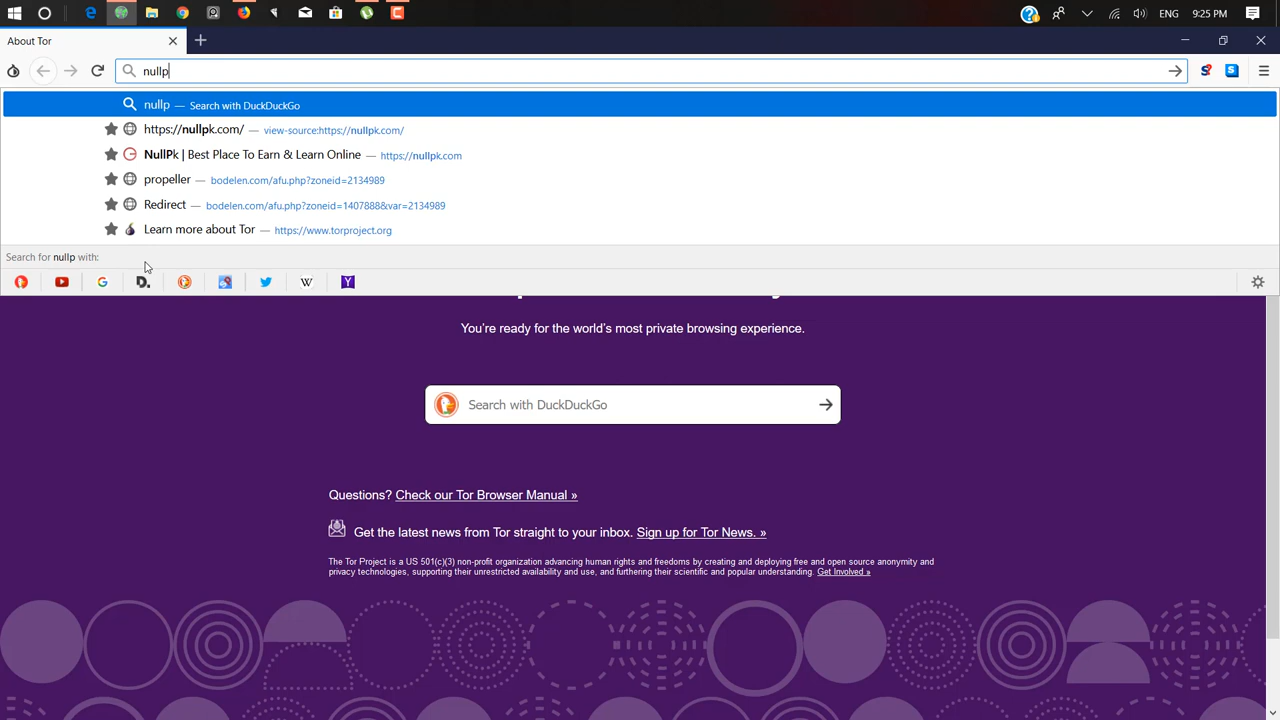 ENG 9:25 PM
About Tor
nullp
nullp — Search with DuckDuckGo
https://nullpk.com/ — view-source:https://nullpk.com/
NullPk | Best Place To Earn & Learn Online — https://nullpk.com
propeller — bodelen.com/afu.php?zoneid=2134989
Redirect — bodelen.com/afu.php?zoneid=1407888&var=2134989
Learn more about Tor — https://www.torproject.org
Search for nullp with:
You're ready for the world's most private browsing experience.
Search with DuckDuckGo
Questions? Check our Tor Browser Manual »
Get the latest news from Tor straight to your inbox. Sign up for Tor News. »
The Tor Project is a US 501(c)(3) non-profit organization advancing human rights and freedoms by creating and deploying free and open source anonymity and
privacy technologies, supporting their unrestricted availability and use, and furthering their scientific and popular understanding. Get Involved »